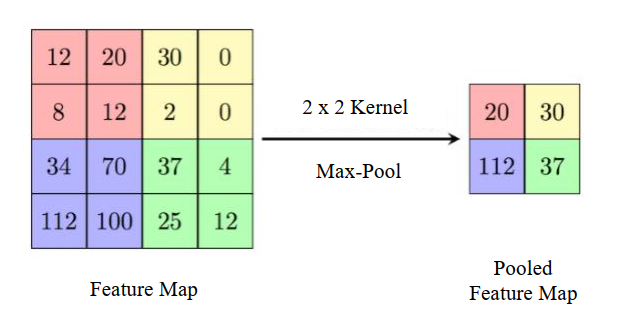 12 20 30 0
8 12 2 0
34 70 37 4
112 100 25 12
Feature Map
2 x 2 Kernel
Max-Pool
20 30
112 37
Pooled
Feature Map